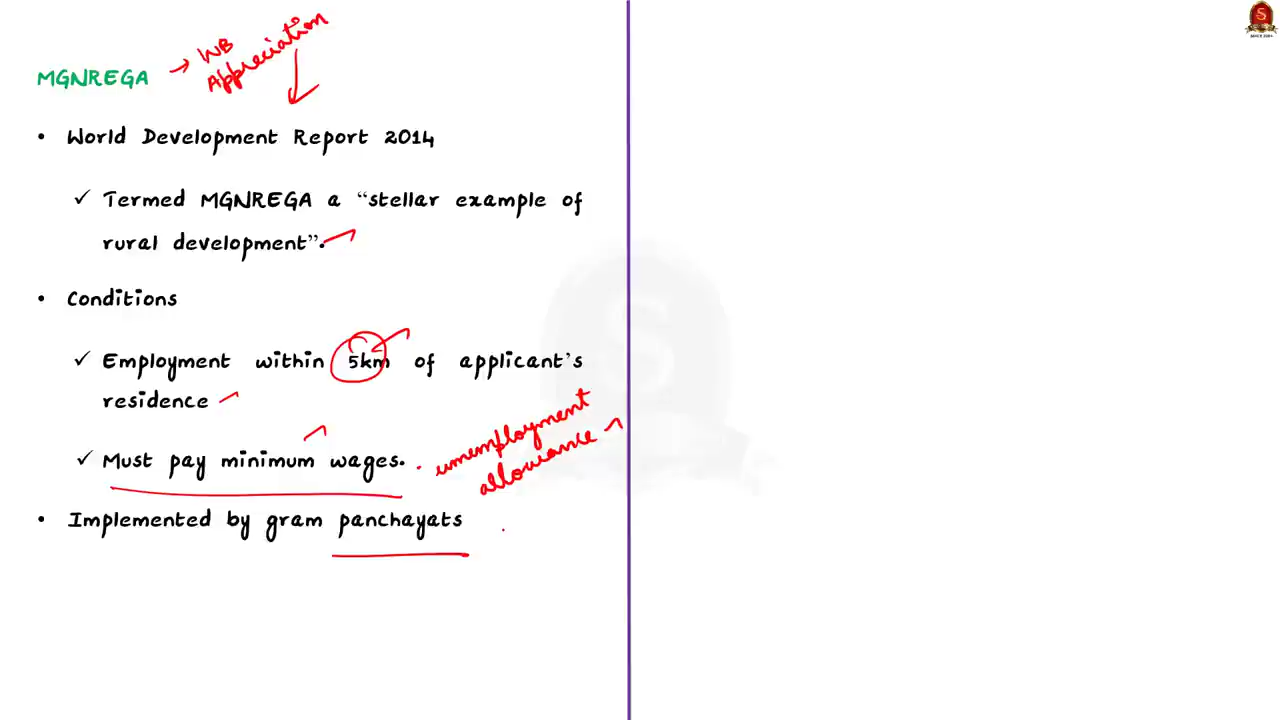 MGNREGA → WB
Appreciation
• World Development Report 2014
✓ Termed MGNREGA a “stellar example of
rural development”.
• Conditions
✓ Employment within 5km of applicant’s
residence
✓ Must pay minimum wages.
unemployment
allowance
• Implemented by gram panchayats
S